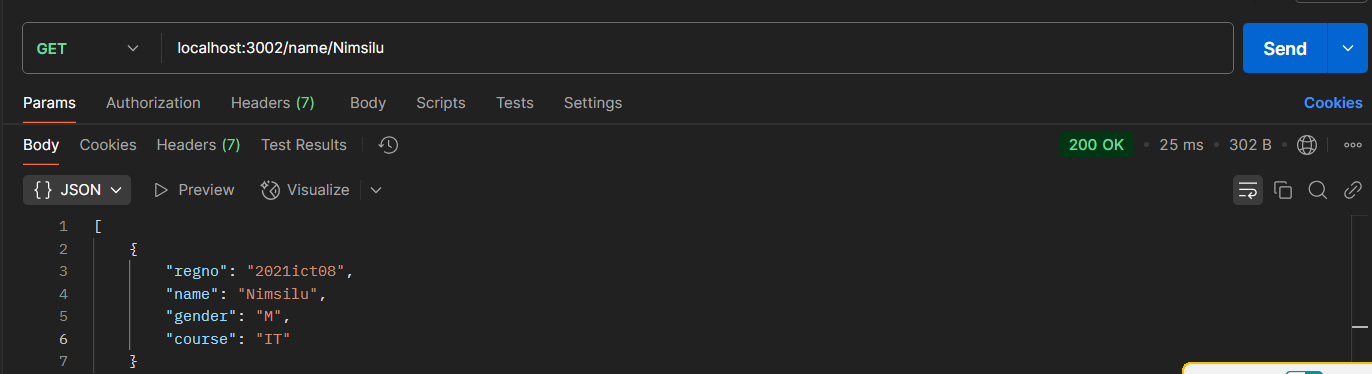 GET localhost:3002/name/Nimsilu Send
Params Authorization Headers (7) Body Scripts Tests Settings Cookies
Body Cookies Headers (7) Test Results 200 OK • 25 ms • 302 B •
{} JSON Preview Visualize
1 [
2 {
3 "regno": "2021ict08",
4 "name": "Nimsilu",
5 "gender": "M",
6 "course": "IT"
7 }